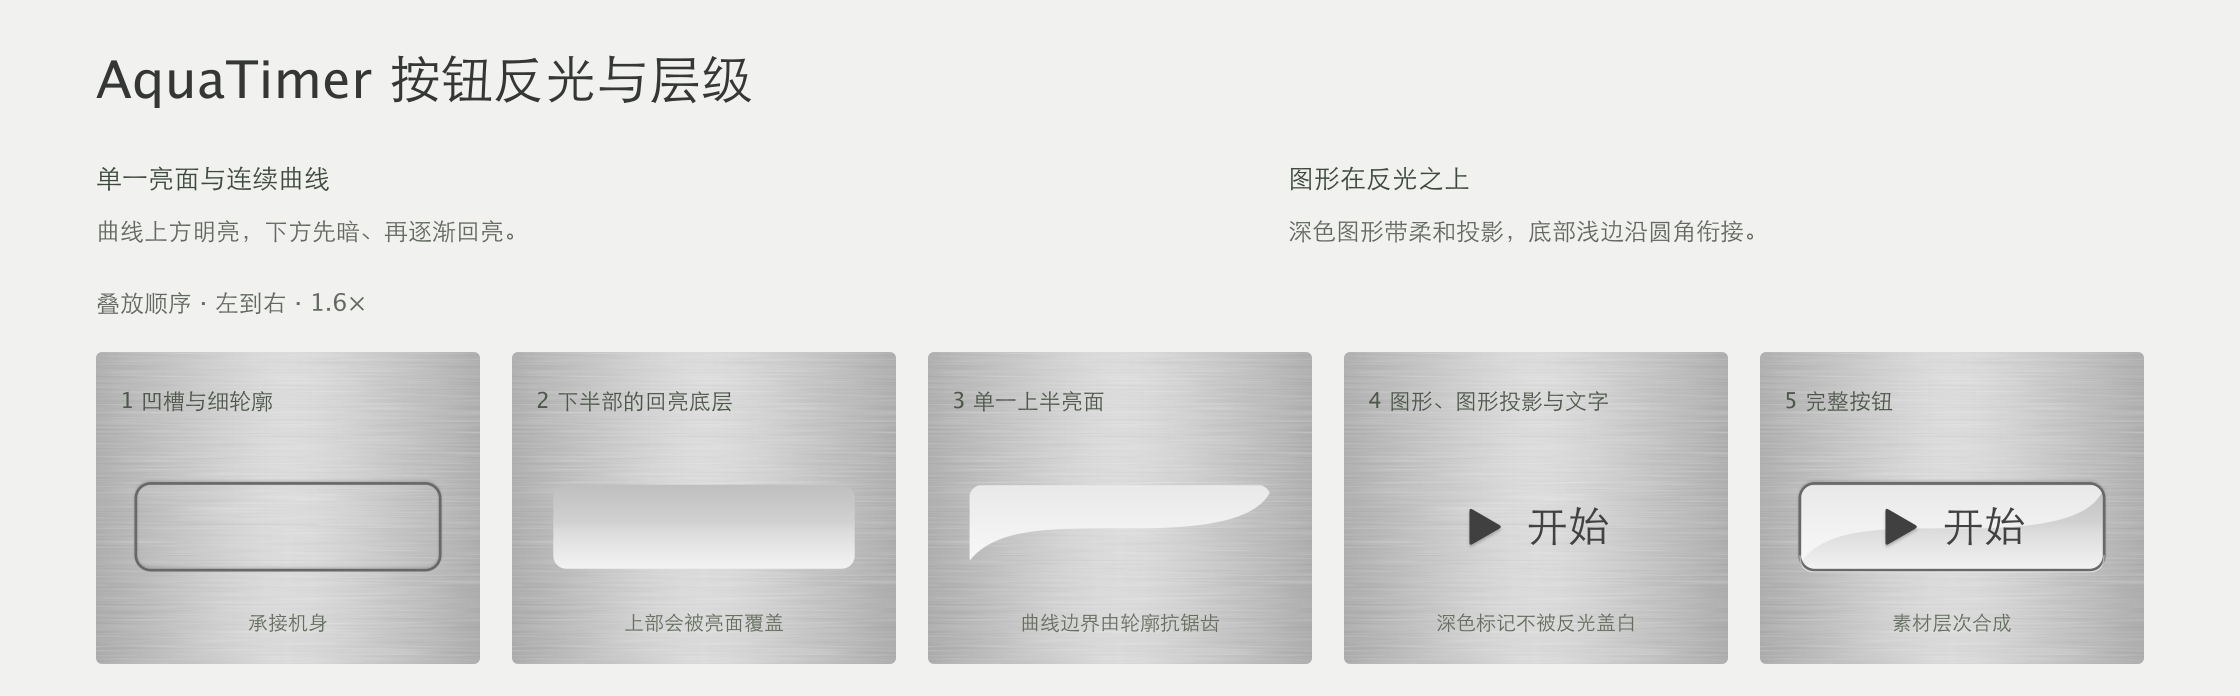 AquaTimer 按钮反光与层级
单一亮面与连续曲线
曲线上方明亮，下方先暗、再逐渐回亮。
图形在反光之上
深色图形带柔和投影，底部浅边沿圆角衔接。
叠放顺序 · 左到右 · 1.6×
1 凹槽与细轮廓
承接机身
2 下半部的回亮底层
上部会被亮面覆盖
3 单一上半亮面
曲线边界由轮廓抗锯齿
4 图形、图形投影与文字
开始
深色标记不被反光盖白
5 完整按钮
开始
素材层次合成